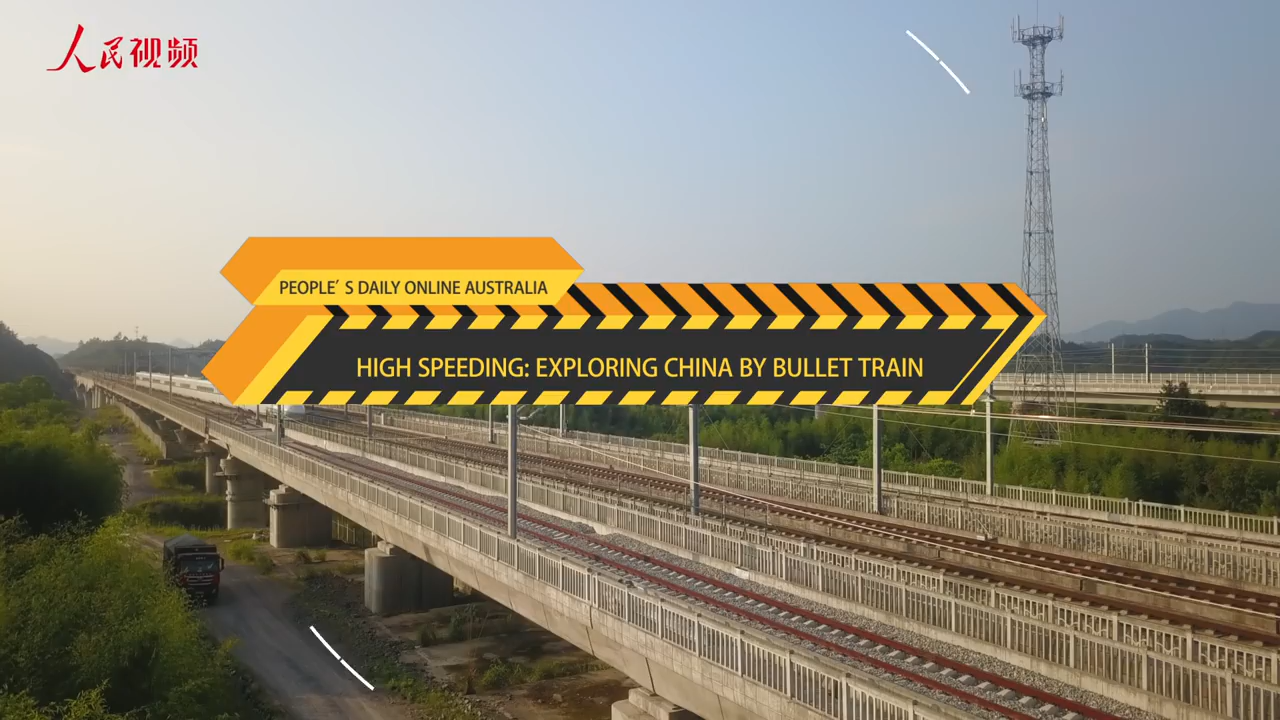 人民视频
PEOPLE′ S DAILY ONLINE AUSTRALIA
HIGH SPEEDING: EXPLORING CHINA BY BULLET TRAIN